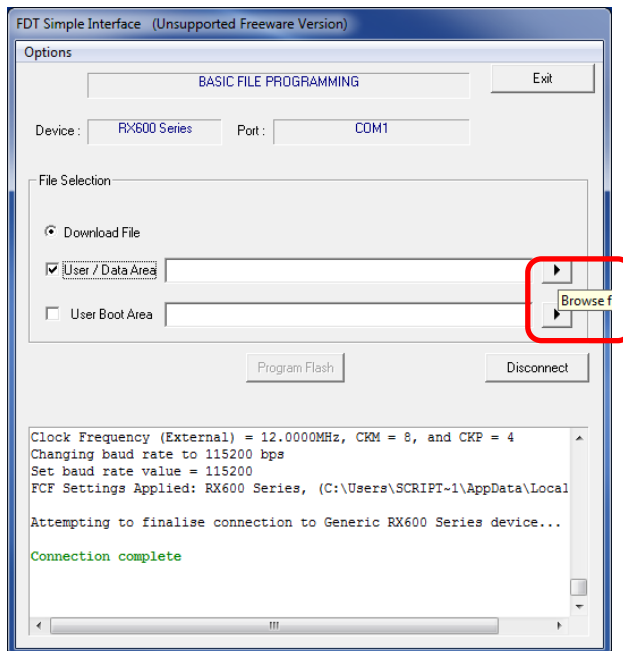 FDT Simple Interface (Unsupported Freeware Version)
Options
BASIC FILE PROGRAMMING
Exit
Device :
RX600 Series
Port :
COM1
File Selection
Download File
User / Data Area
Browse f
User Boot Area
Program Flash
Disconnect
Clock Frequency (External) = 12.0000MHz, CKM = 8, and CKP = 4
Changing baud rate to 115200 bps
Set baud rate value = 115200
FCF Settings Applied: RX600 Series, (C:\Users\SCRIPT~1\AppData\Local
Attempting to finalise connection to Generic RX600 Series device...
Connection complete